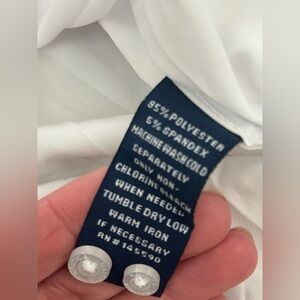 95% POLYESTER
5% SPANDEX
MACHINE WASH COLD
SEPARATELY
ONLY NON-
CHLORINE BLEACH
WHEN NEEDED
TUMBLE DRY LOW
WARM IRON
IF NECESSARY
RN# 145590